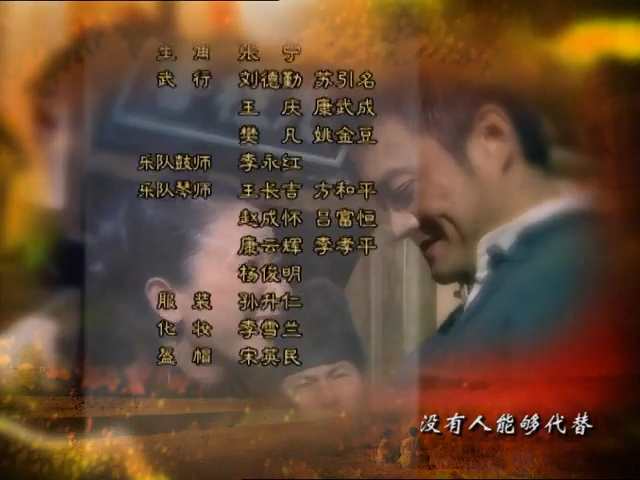 生 角 张 宁
武 行 刘德勤 苏引名
王 庆 康武成
樊 凡 姚金豆
乐队鼓师 李永红
乐队琴师 王长吉 方和平
赵成怀 吕富恒
康云辉 李孝平
杨俊明
服 装 孙升仁
化 妆 李雪兰
盔 帽 宋英民
没有人能够代替